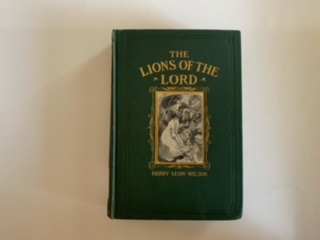 THE
LIONS OF THE
LORD
HARRY LEON WILSON